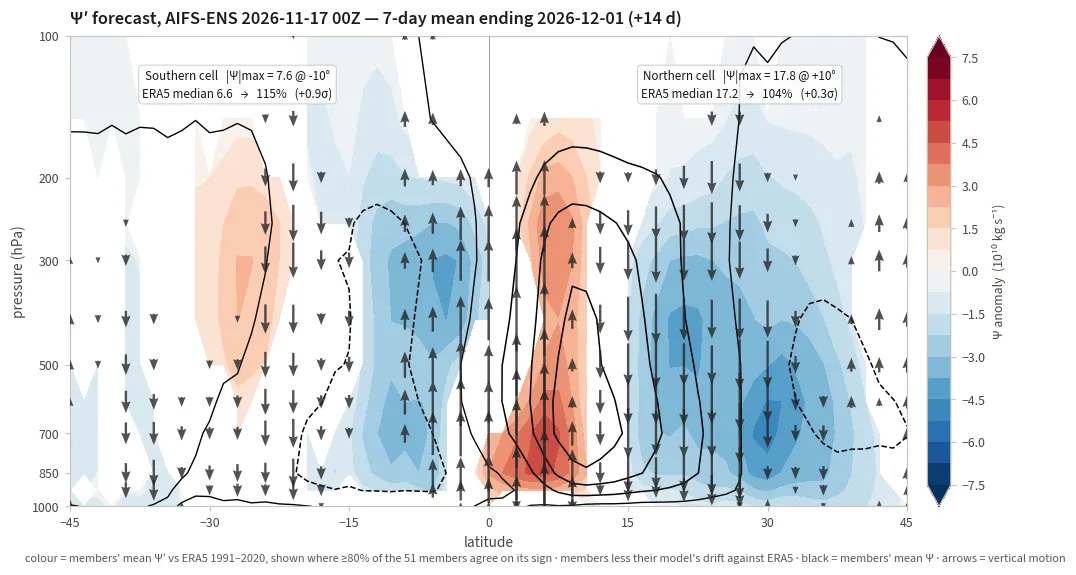 Ψ′ forecast, AIFS-ENS 2026-11-17 00Z — 7-day mean ending 2026-12-01 (+14 d)
Southern cell |Ψ|max = 7.6 @ -10°
ERA5 median 6.6 → 115% (+0.9σ)
Northern cell |Ψ|max = 17.8 @ +10°
ERA5 median 17.2 → 104% (+0.3σ)
pressure (hPa)
100
200
300
400
500
700
850
1000
−45
−30
−15
0
15
30
45
latitude
7.5
6.0
4.5
3.0
1.5
0.0
−1.5
−3.0
−4.5
−6.0
−7.5
Ψ anomaly (10¹⁰ kg s⁻¹)
colour = members' mean Ψ′ vs ERA5 1991–2020, shown where ≥80% of the 51 members agree on its sign · members less their model's drift against ERA5 · black = members' mean Ψ · arrows = vertical motion